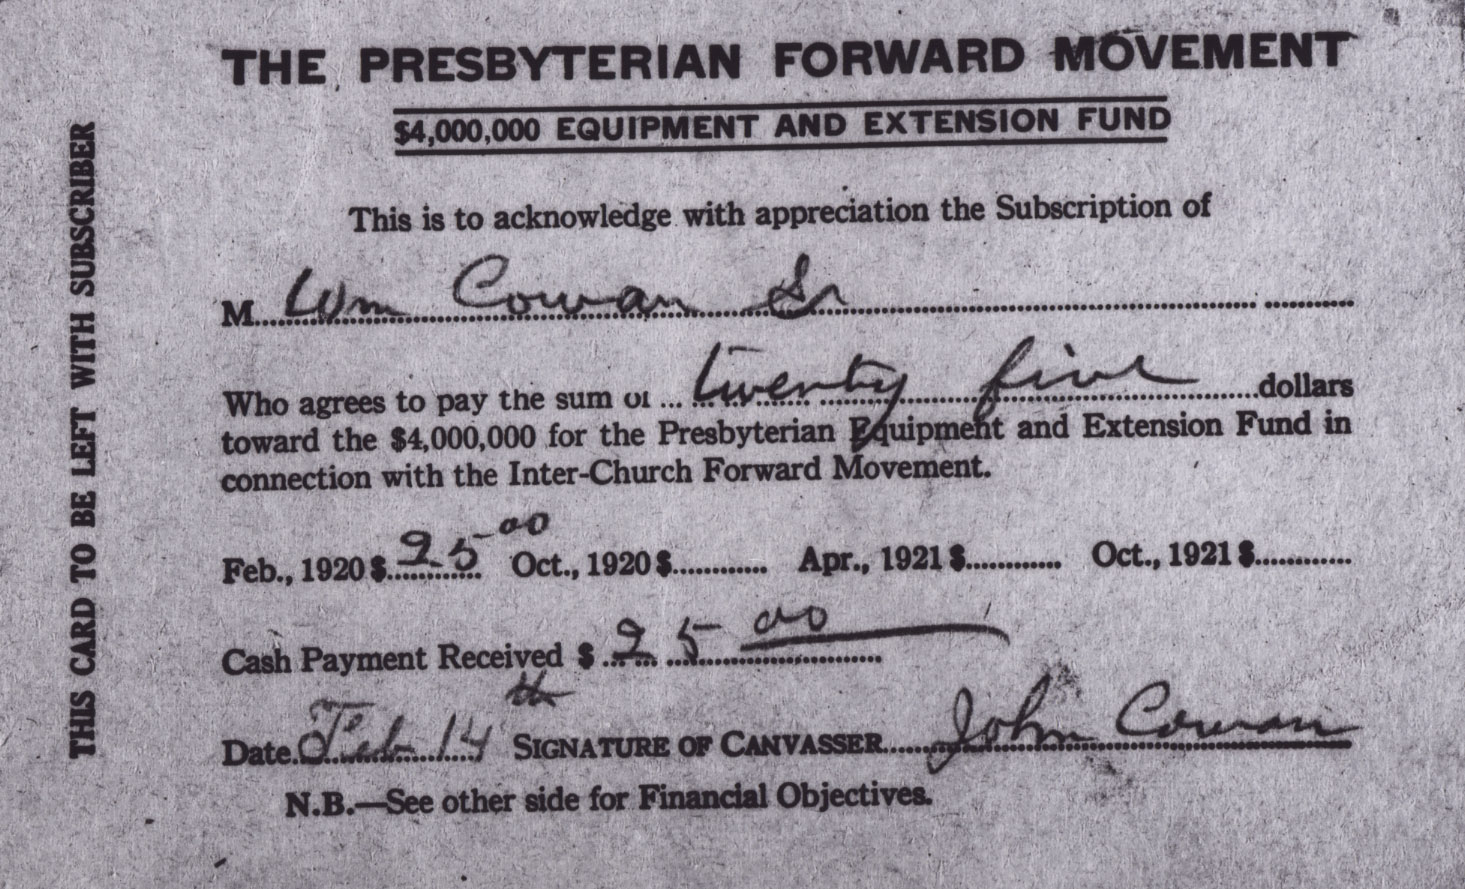 THE PRESBYTERIAN FORWARD MOVEMENT
$4,000,000 EQUIPMENT AND EXTENSION FUND
This is to acknowledge with appreciation the Subscription of
M. Wm Cowan Sr
Who agrees to pay the sum of ... twenty five dollars
toward the $4,000,000 for the Presbyterian Equipment and Extension Fund in
connection with the Inter-Church Forward Movement.
Feb., 1920 $ 25 00 Oct., 1920 $............ Apr., 1921 $............ Oct., 1921 $............
Cash Payment Received $ 25 00
Date. Feb 14th SIGNATURE OF CANVASSER...... John Cowan
N.B.—See other side for Financial Objectives.
THIS CARD TO BE LEFT WITH SUBSCRIBER